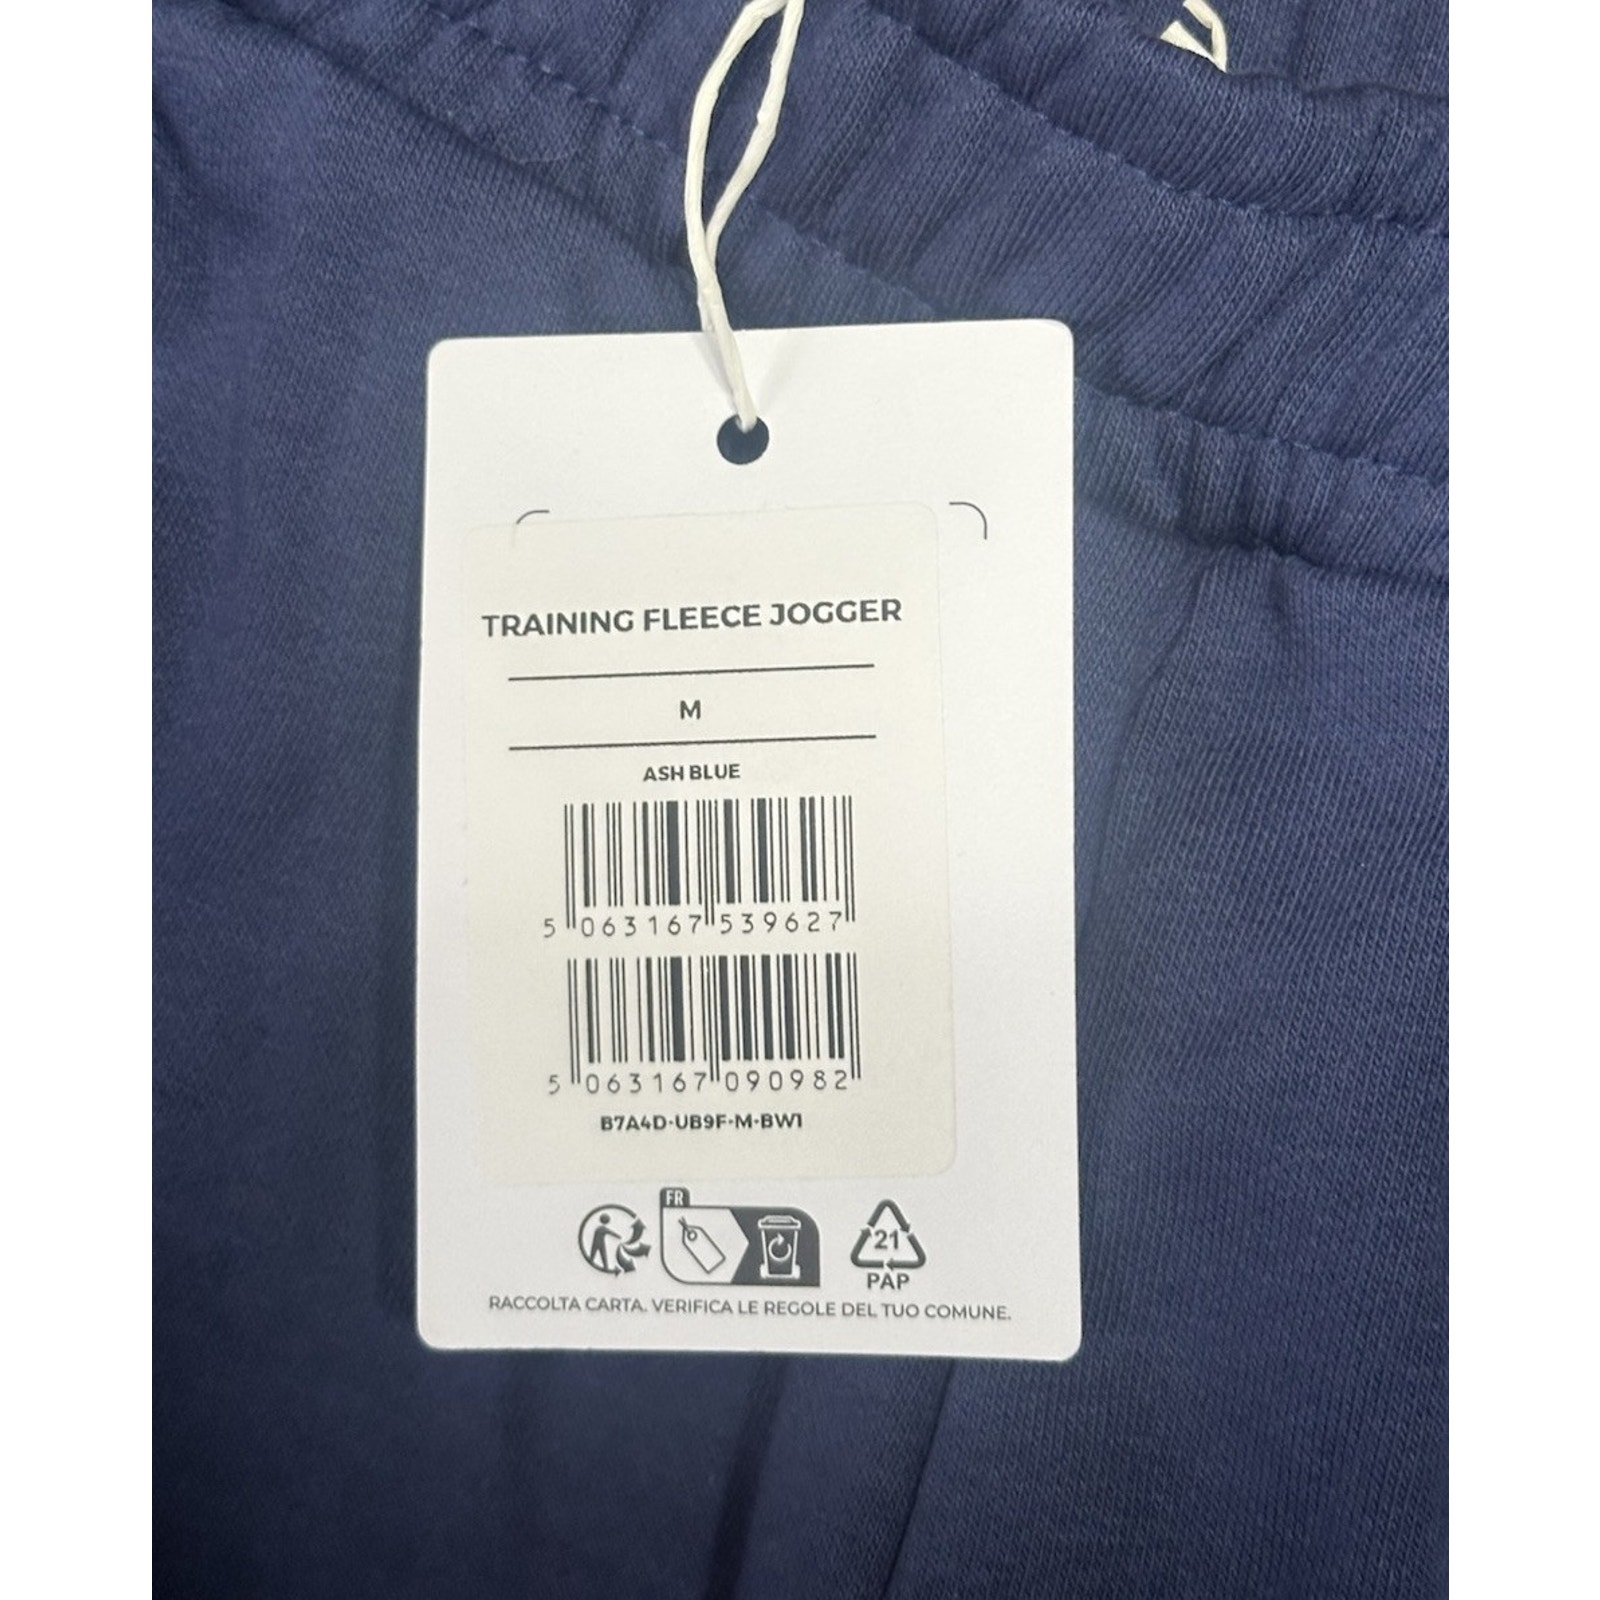 TRAINING FLEECE JOGGER
M
ASH BLUE
5 063167 539627
5 063167 090982
B7A4D-UB9F-M-BW1
FR
21
PAP
RACCOLTA CARTA. VERIFICA LE REGOLE DEL TUO COMUNE.